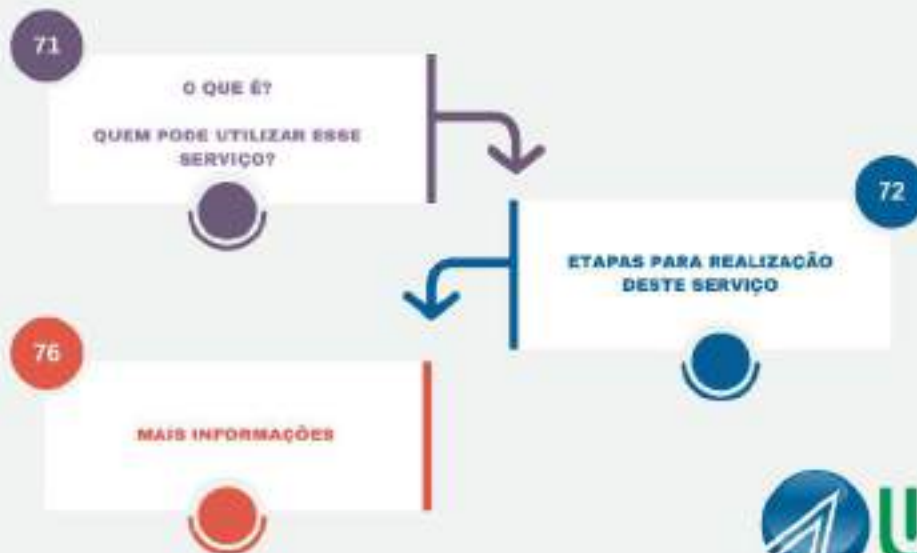 71
O QUE É?
QUEM PODE UTILIZAR ESSE
SERVIÇO?
72
ETAPAS PARA REALIZAÇÃO
DESTE SERVIÇO
76
MAIS INFORMAÇÕES